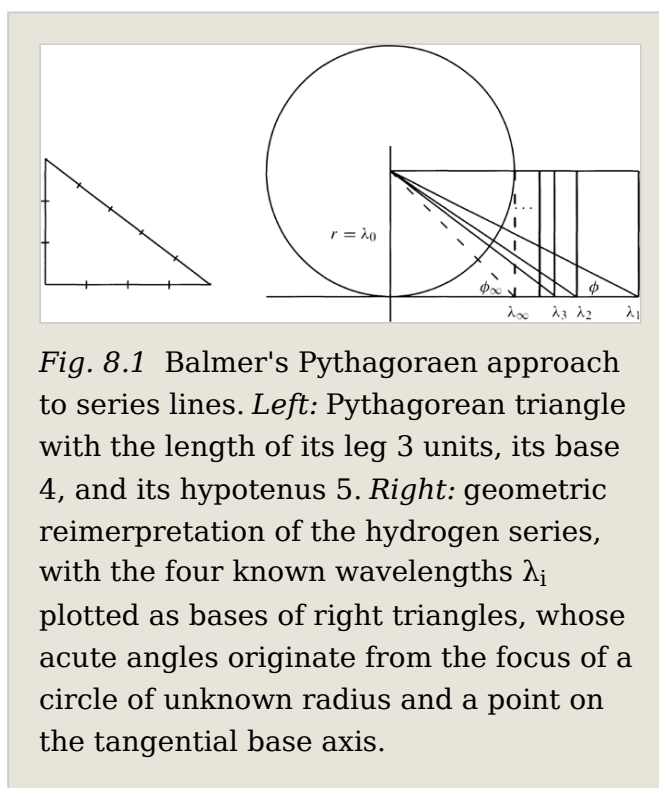 r = λ₀
...
ϕ∞
ϕ
λ∞
λ₃
λ₂
λ₁
Fig. 8.1 Balmer's Pythagoraen approach
to series lines. Left: Pythagorean triangle
with the length of its leg 3 units, its base
4, and its hypotenus 5. Right: geometric
reimerpretation of the hydrogen series,
with the four known wavelengths λi
plotted as bases of right triangles, whose
acute angles originate from the focus of a
circle of unknown radius and a point on
the tangential base axis.